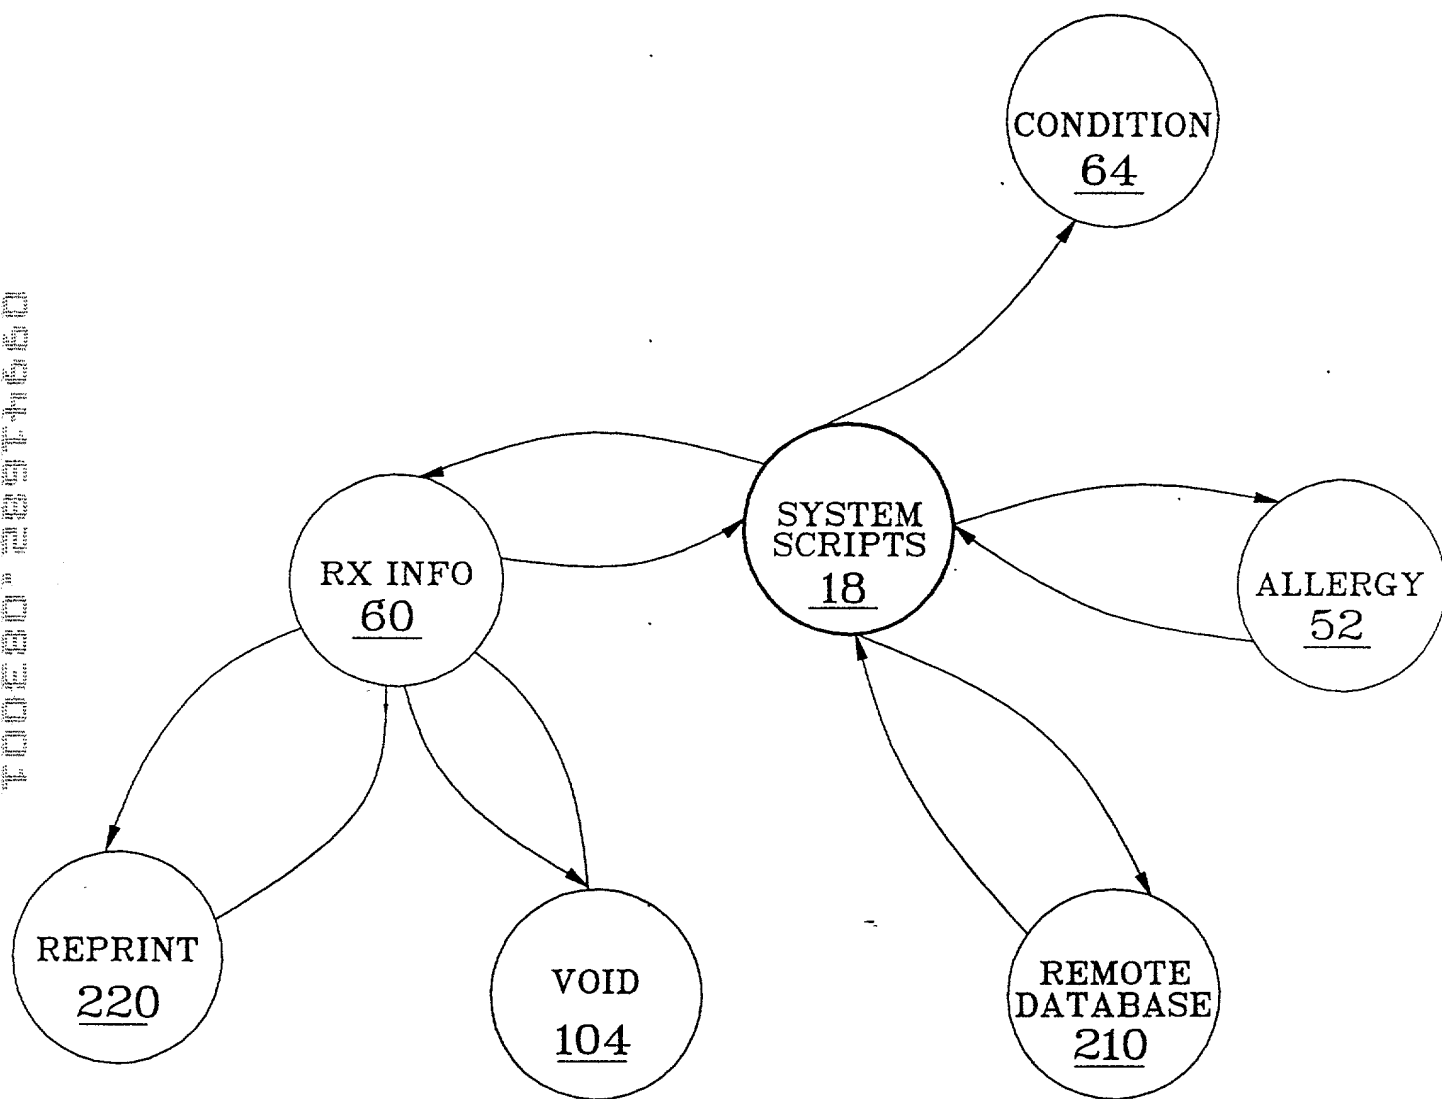 CONDITION
64
SYSTEM
SCRIPTS
18
RX INFO
60
ALLERGY
52
REPRINT
220
VOID
104
REMOTE
DATABASE
210